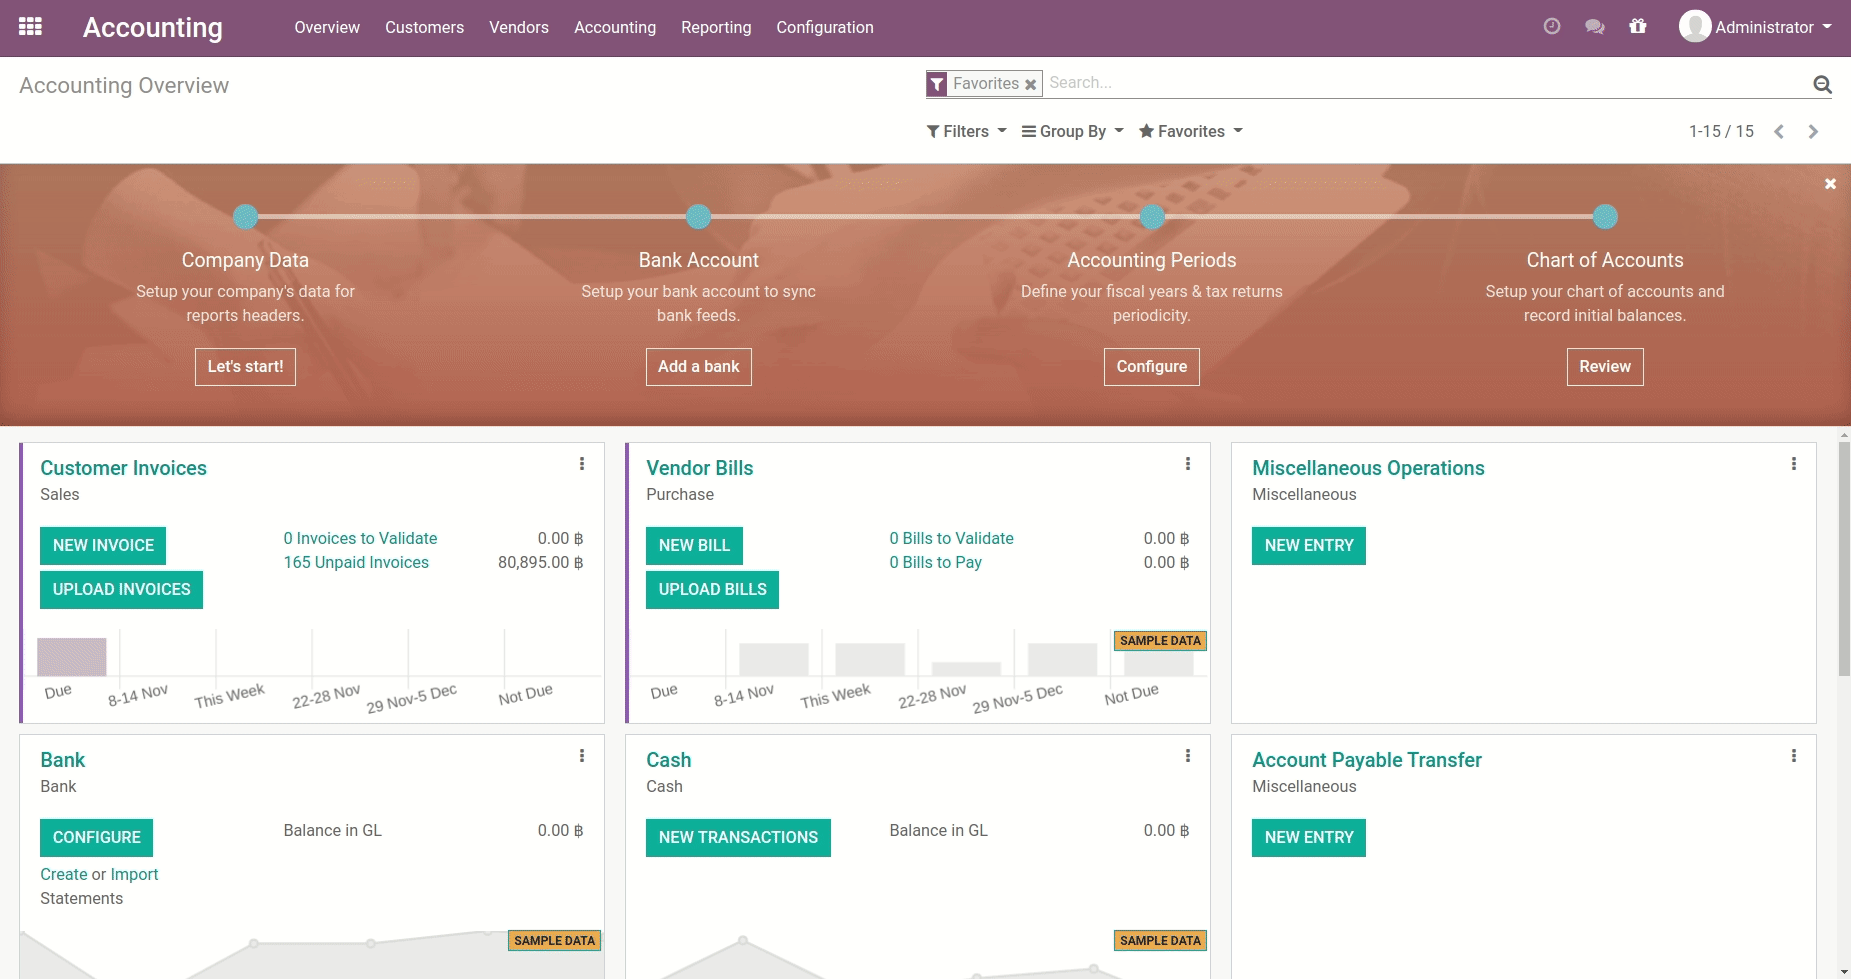 Accounting
Overview Customers Vendors Accounting Reporting Configuration
Administrator
Accounting Overview
Favorites Search...
Filters Group By Favorites
1-15 / 15
Company Data
Setup your company's data for
reports headers.
Let's start!
Bank Account
Setup your bank account to sync
bank feeds.
Add a bank
Accounting Periods
Define your fiscal years & tax returns
periodicity.
Configure
Chart of Accounts
Setup your chart of accounts and
record initial balances.
Review
Customer Invoices
Sales
NEW INVOICE
UPLOAD INVOICES
0 Invoices to Validate 0.00 ฿
165 Unpaid Invoices 80,895.00 ฿
Due 8-14 Nov This Week 22-28 Nov 29 Nov-5 Dec Not Due
Vendor Bills
Purchase
NEW BILL
UPLOAD BILLS
0 Bills to Validate 0.00 ฿
0 Bills to Pay 0.00 ฿
SAMPLE DATA
Due 8-14 Nov This Week 22-28 Nov 29 Nov-5 Dec Not Due
Miscellaneous Operations
Miscellaneous
NEW ENTRY
Bank
Bank
CONFIGURE
Balance in GL 0.00 ฿
Create or Import
Statements
SAMPLE DATA
Cash
Cash
NEW TRANSACTIONS
Balance in GL 0.00 ฿
SAMPLE DATA
Account Payable Transfer
Miscellaneous
NEW ENTRY